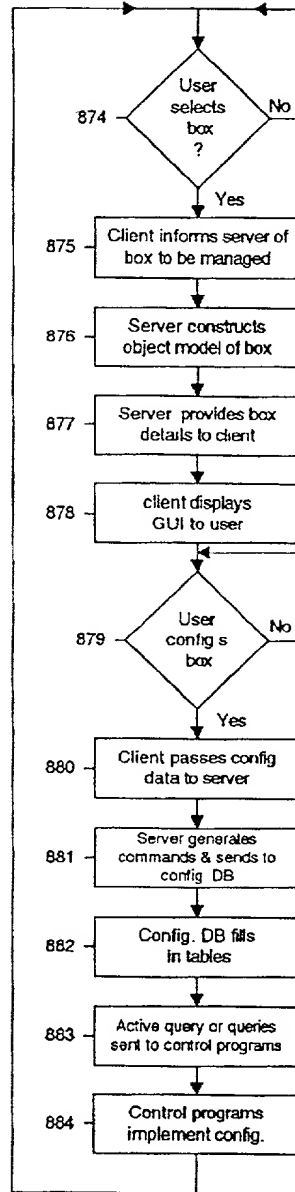 User
selects
box
?
No
874
Yes
875
Client informs server of
box to be managed
876
Server constructs
object model of box
877
Server provides box
details to client
878
client displays
GUI to user
User
config s
box
No
879
Yes
880
Client passes config
data to server
881
Server generates
commands & sends to
config. DB
882
Config. DB fills
in tables
883
Active query or queries
sent to control programs
884
Control programs
implement config.